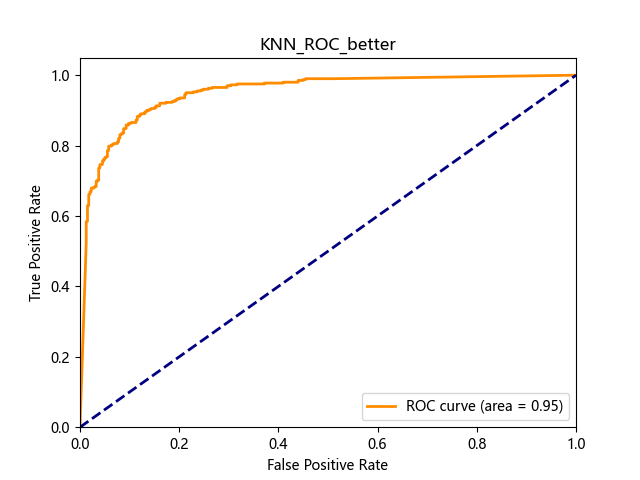 KNN_ROC_better
True Positive Rate
1.0
0.8
0.6
0.4
0.2
0.0
ROC curve (area = 0.95)
0.0 0.2 0.4 0.6 0.8 1.0
False Positive Rate